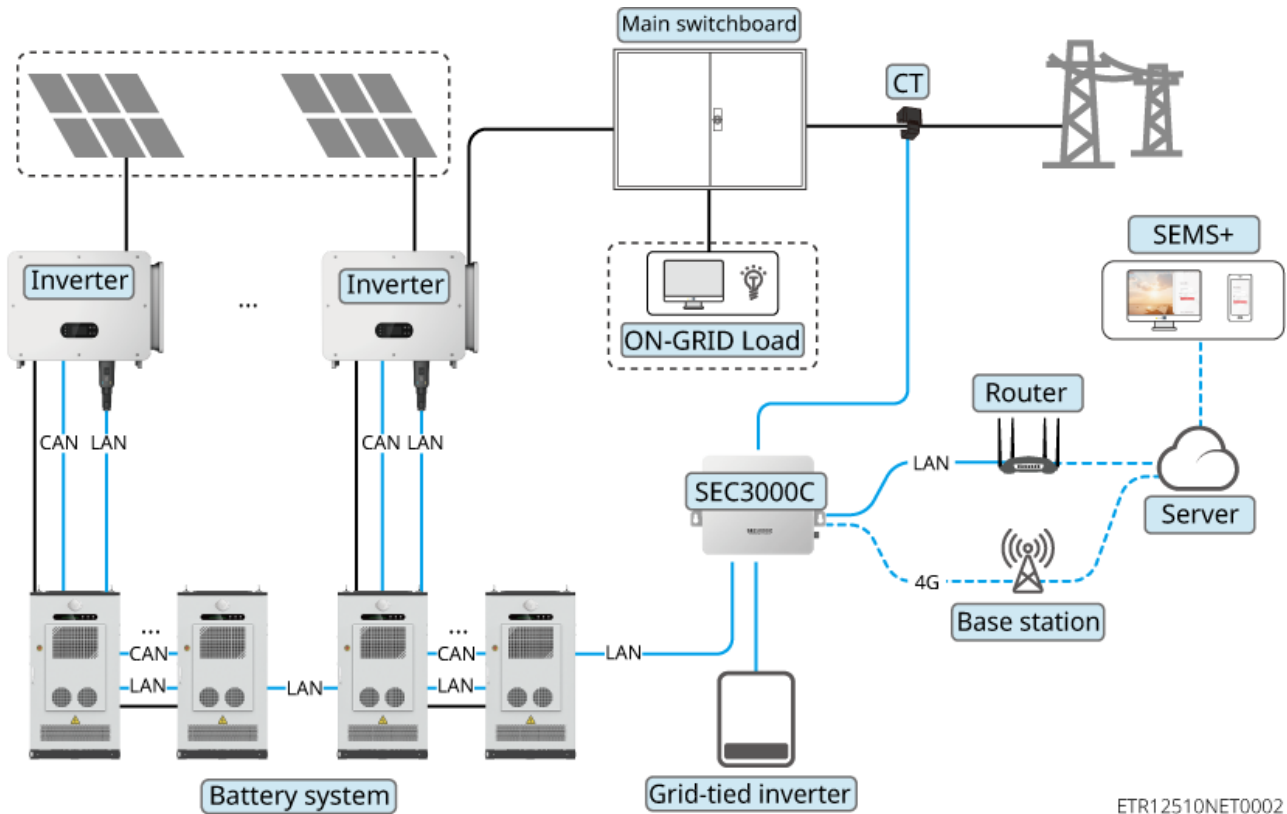 Main switchboard
CT
SEMS+
Inverter
...
Inverter
ON-GRID Load
Router
CAN
LAN
CAN
LAN
LAN
SEC3000C
Server
4G
Base station
...
CAN
LAN
LAN
...
CAN
LAN
LAN
Battery system
Grid-tied inverter
ETR12510NET0002